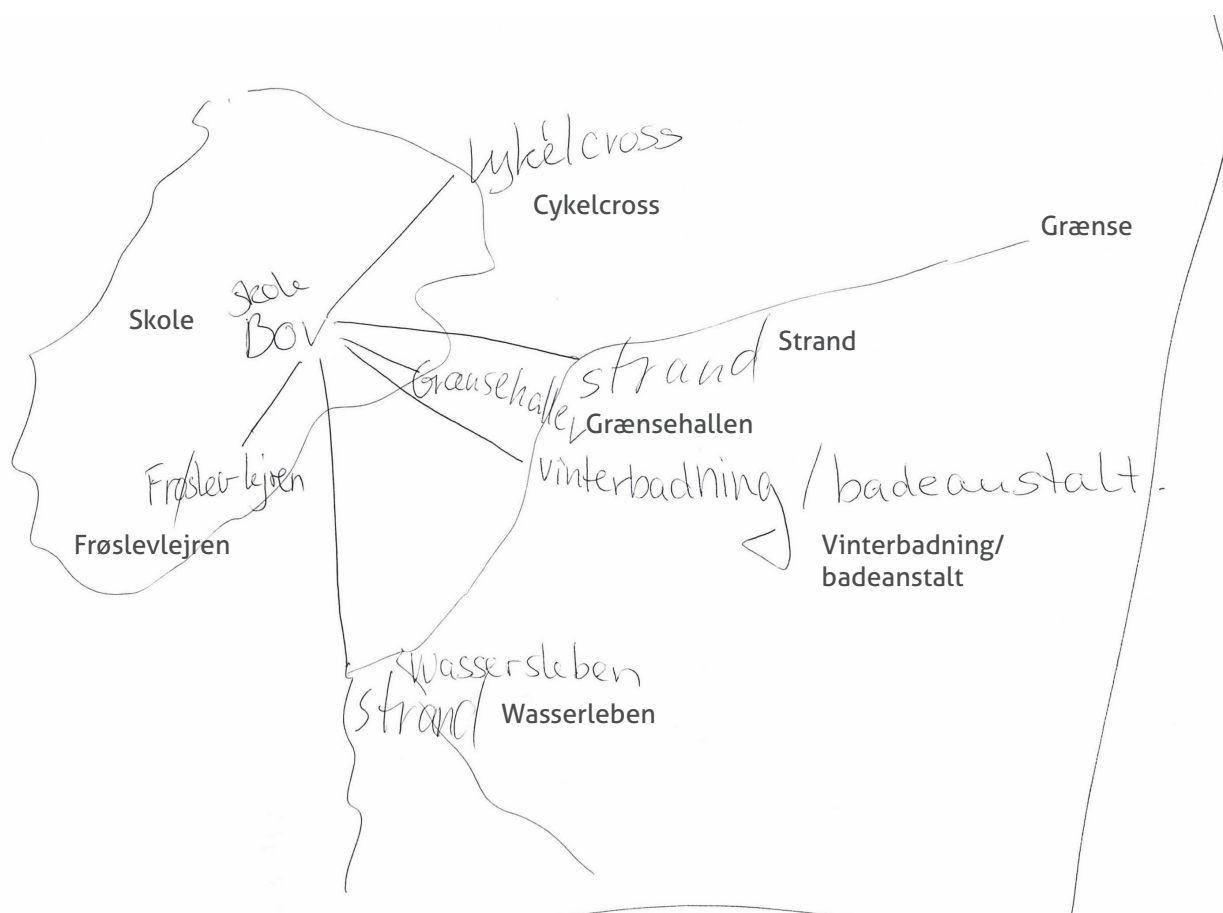 Cykelcross
Cykelcross
Grænse
skole
Skole
BOV
Strand
strand
Grænsehallen
Grænsehallen
vinterbadning / badeanstalt.
Frøslev-lejren
Frøslevlejren
Vinterbadning/
badeanstalt
Wassersleben
strand
Wasserleben